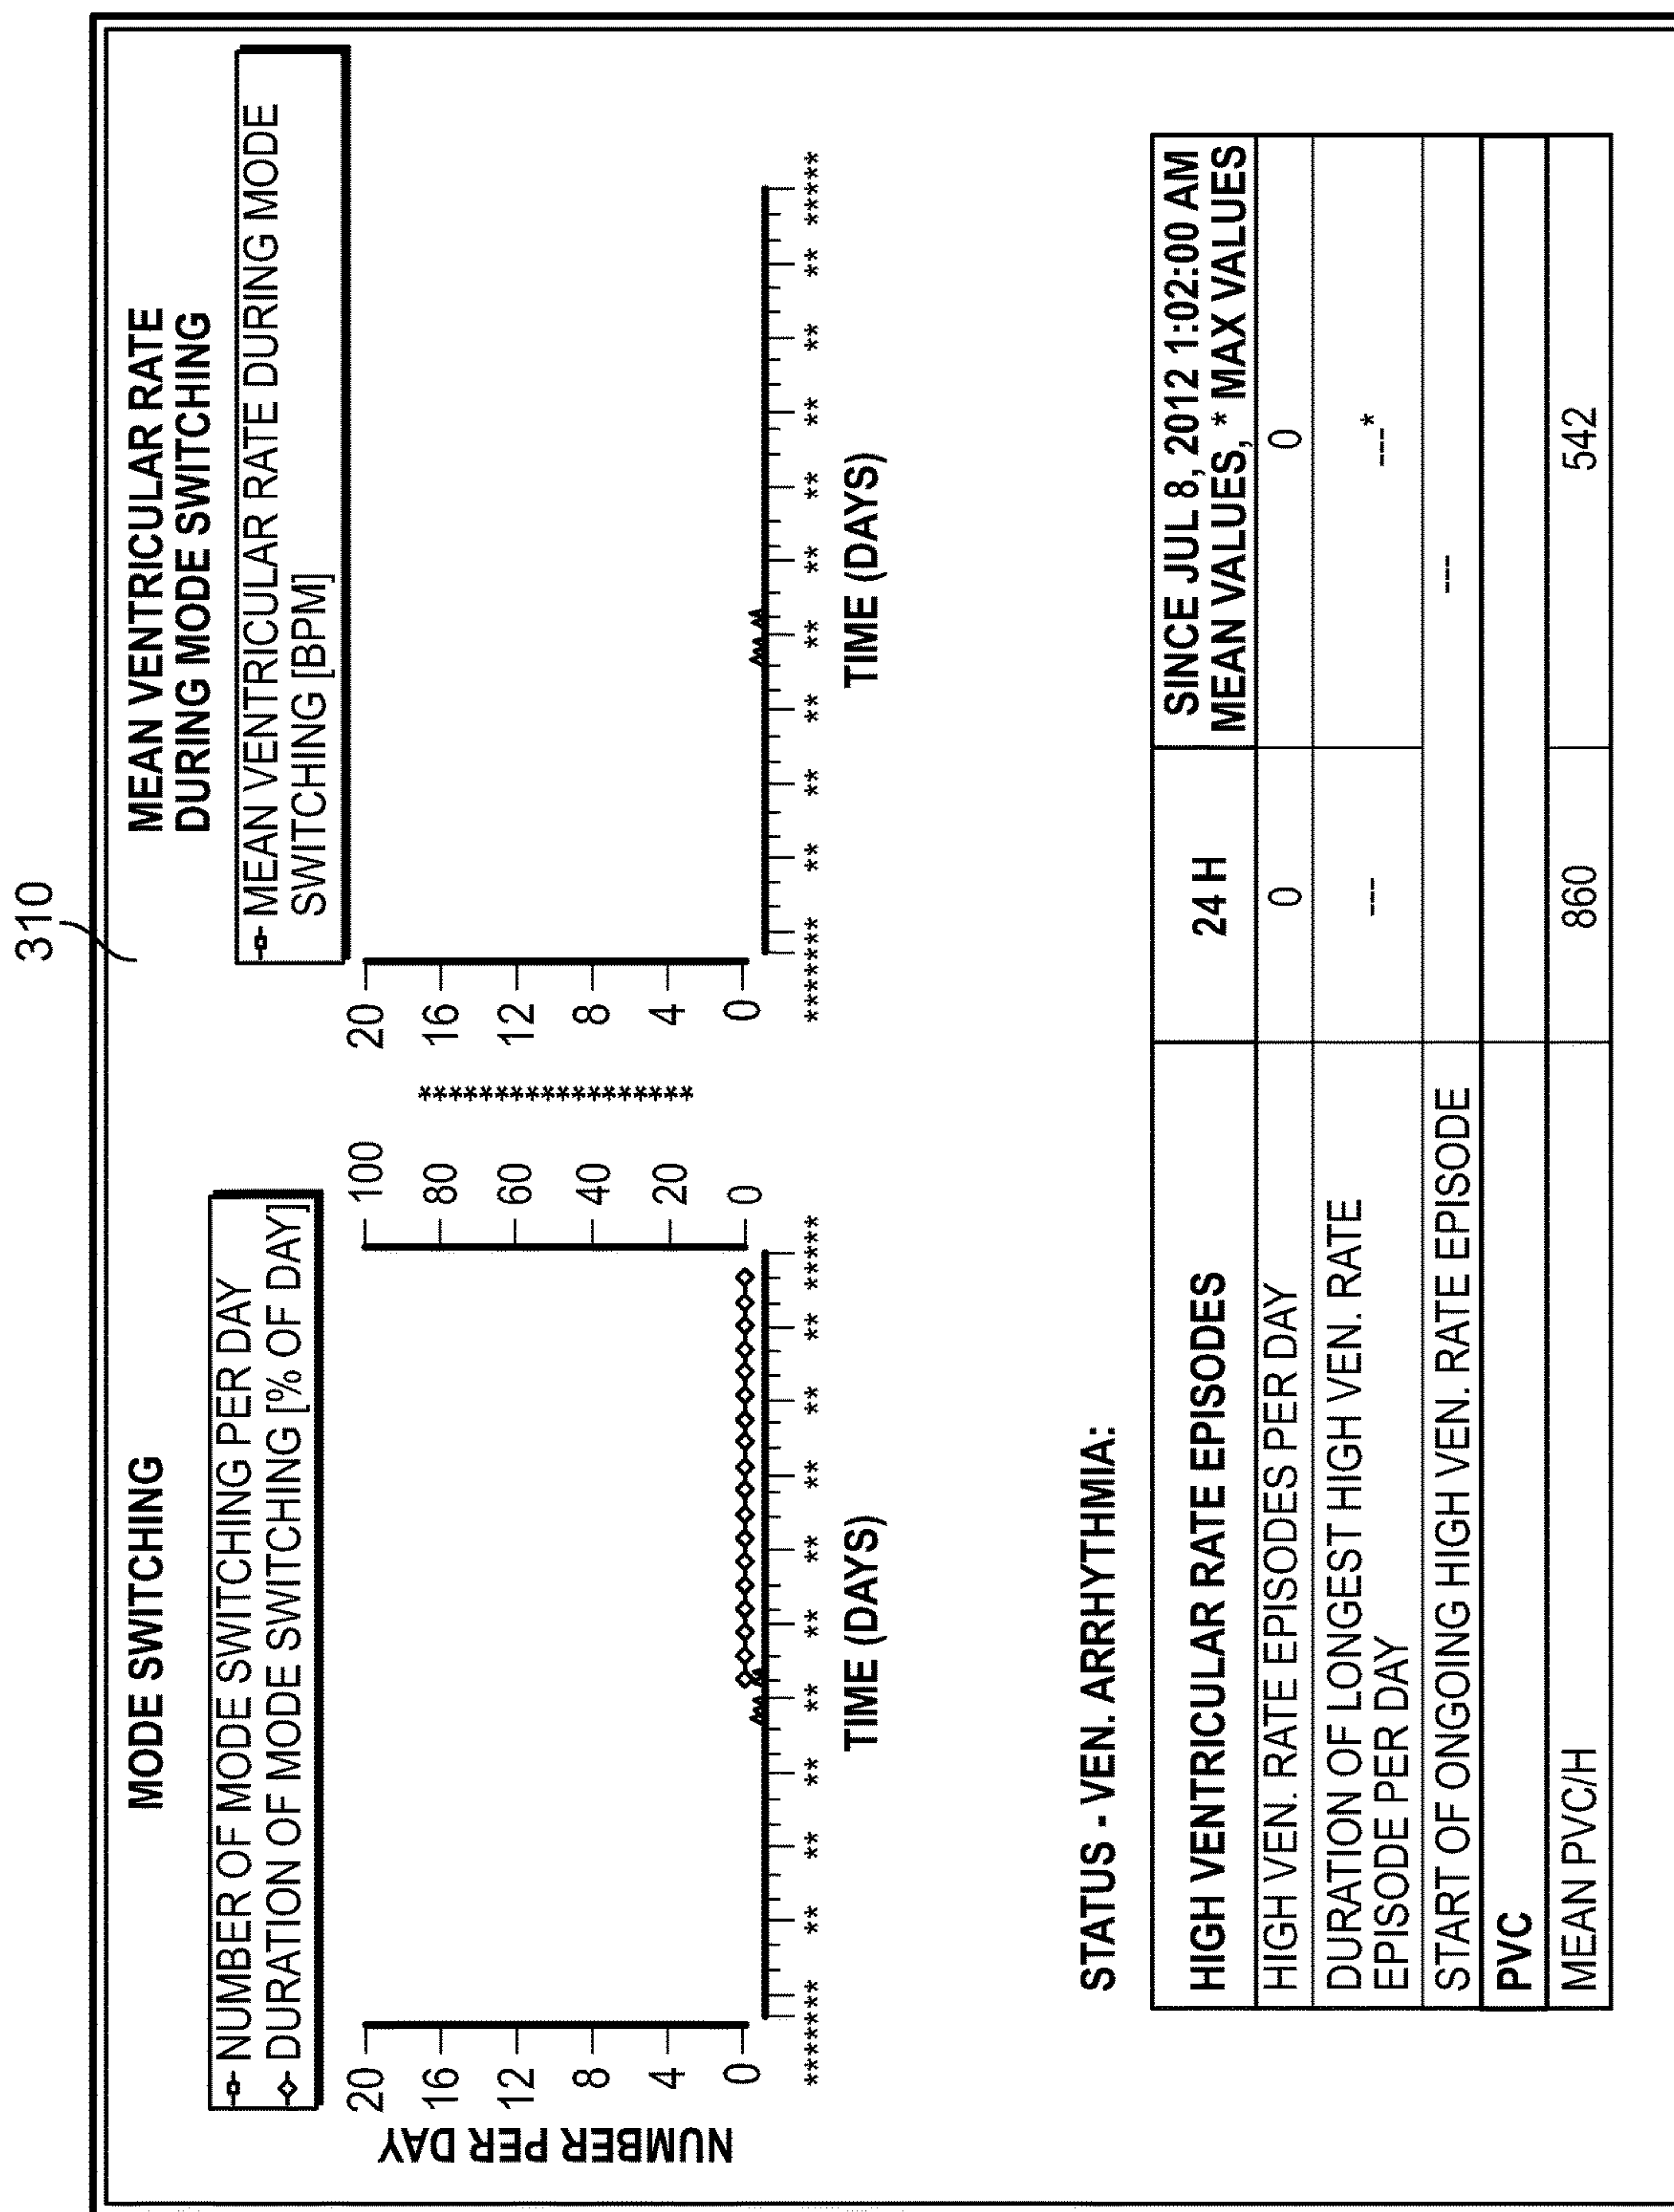 310
MODE SWITCHING
NUMBER OF MODE SWITCHING PER DAY
DURATION OF MODE SWITCHING [% OF DAY]
NUMBER PER DAY
20
16
12
8
4
0
100
80
60
40
20
0
******* ** ** ** ** ** ** ** ** ** *****
TIME (DAYS)
******************
MEAN VENTRICULAR RATE
DURING MODE SWITCHING
MEAN VENTRICULAR RATE DURING MODE
SWITCHING [BPM]
20
16
12
8
4
0
******* ** ** ** ** ** ** ** ** ** *****
TIME (DAYS)
STATUS - VEN. ARRHYTHMIA:
HIGH VENTRICULAR RATE EPISODES
24 H
SINCE JUL 8, 2012 1:02:00 AM
MEAN VALUES, * MAX VALUES
HIGH VEN. RATE EPISODES PER DAY
0
0
DURATION OF LONGEST HIGH VEN. RATE
EPISODE PER DAY
---
---*
START OF ONGOING HIGH VEN. RATE EPISODE
---
PVC
MEAN PVC/H
860
542